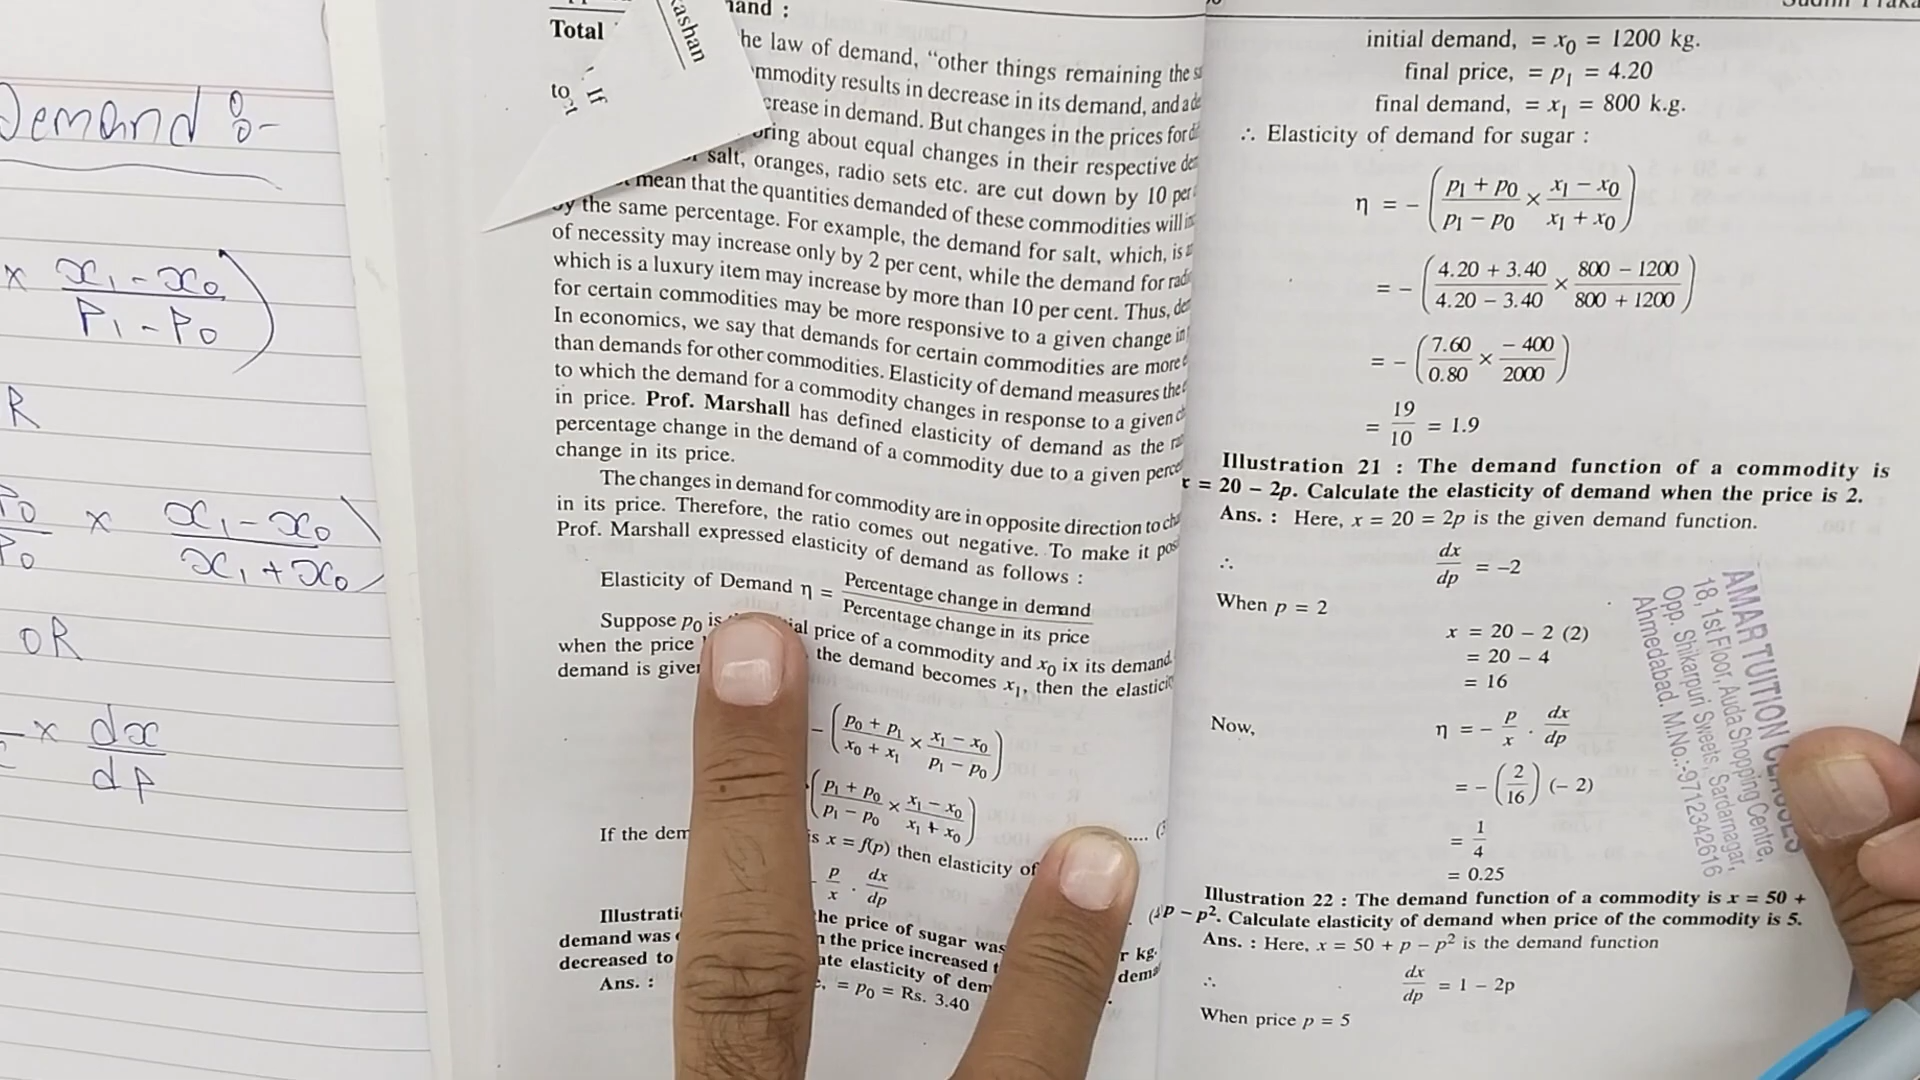 Demand :-
× x₁ - x₀
P₁ - P₀ )
R
P₀ × x₁ - x₀ )
P₀ x₁ + x₀
OR
× dx
dp
ashan
If
to
Total
hand :
he law of demand, “other things remaining the
mmodity results in decrease in its demand, and a
crease in demand. But changes in the prices for
bring about equal changes in their respective
salt, oranges, radio sets etc. are cut down by 10 per
mean that the quantities demanded of these commodities will
by the same percentage. For example, the demand for salt, which, is
of necessity may increase only by 2 per cent, while the demand for
which is a luxury item may increase by more than 10 per cent. Thus,
for certain commodities may be more responsive to a given change in
In economics, we say that demands for certain commodities are more
than demands for other commodities. Elasticity of demand measures the
to which the demand for a commodity changes in response to a given
in price. Prof. Marshall has defined elasticity of demand as the
percentage change in the demand of a commodity due to a given
change in its price.
The changes in demand for commodity are in opposite direction to
in its price. Therefore, the ratio comes out negative. To make it
Prof. Marshall expressed elasticity of demand as follows :
Elasticity of Demand η = Percentage change in demand
Percentage change in its price
Suppose p₀ is ial price of a commodity and x₀ ix its demand.
when the price the demand becomes x₁, then the
demand is
- ( p₀ + p₁ × x₁ - x₀ )
x₀ + x₁ p₁ - p₀
( p₁ + p₀ × x₁ - x₀ )
p₁ - p₀ x₁ + x₀
..... (3
If the dem is x = f(p) then elasticity of
p . dx
x dp
(4
Illustrati he price of sugar was r kg.
demand was the price increased dema
decreased to ate elasticity of dem
Ans. : = p₀ = Rs. 3.40
initial demand, = x₀ = 1200 kg.
final price, = p₁ = 4.20
final demand, = x₁ = 800 k.g.
∴ Elasticity of demand for sugar :
η = - ( p₁ + p₀ × x₁ - x₀ )
p₁ - p₀ x₁ + x₀
= - ( 4.20 + 3.40 × 800 - 1200 )
4.20 - 3.40 800 + 1200
= - ( 7.60 × - 400 )
0.80 2000
= 19 = 1.9
10
Illustration 21 : The demand function of a commodity is
x = 20 - 2p. Calculate the elasticity of demand when the price is 2.
Ans. : Here, x = 20 = 2p is the given demand function.
∴ dx = -2
dp
When p = 2
x = 20 - 2 (2)
= 20 - 4
= 16
Now, η = - p . dx
x dp
= - ( 2 ) (- 2)
16
= 1
4
= 0.25
Illustration 22 : The demand function of a commodity is x = 50 +
p - p². Calculate elasticity of demand when price of the commodity is 5.
Ans. : Here, x = 50 + p - p² is the demand function
∴ dx = 1 - 2p
dp
When price p = 5
AMAR TUITION CLASSES
18, 1st Floor, Auda Shopping Centre,
Opp. Shikarpuri Sweets, Sardarnagar,
Ahmedabad. M.No.:-9712342616